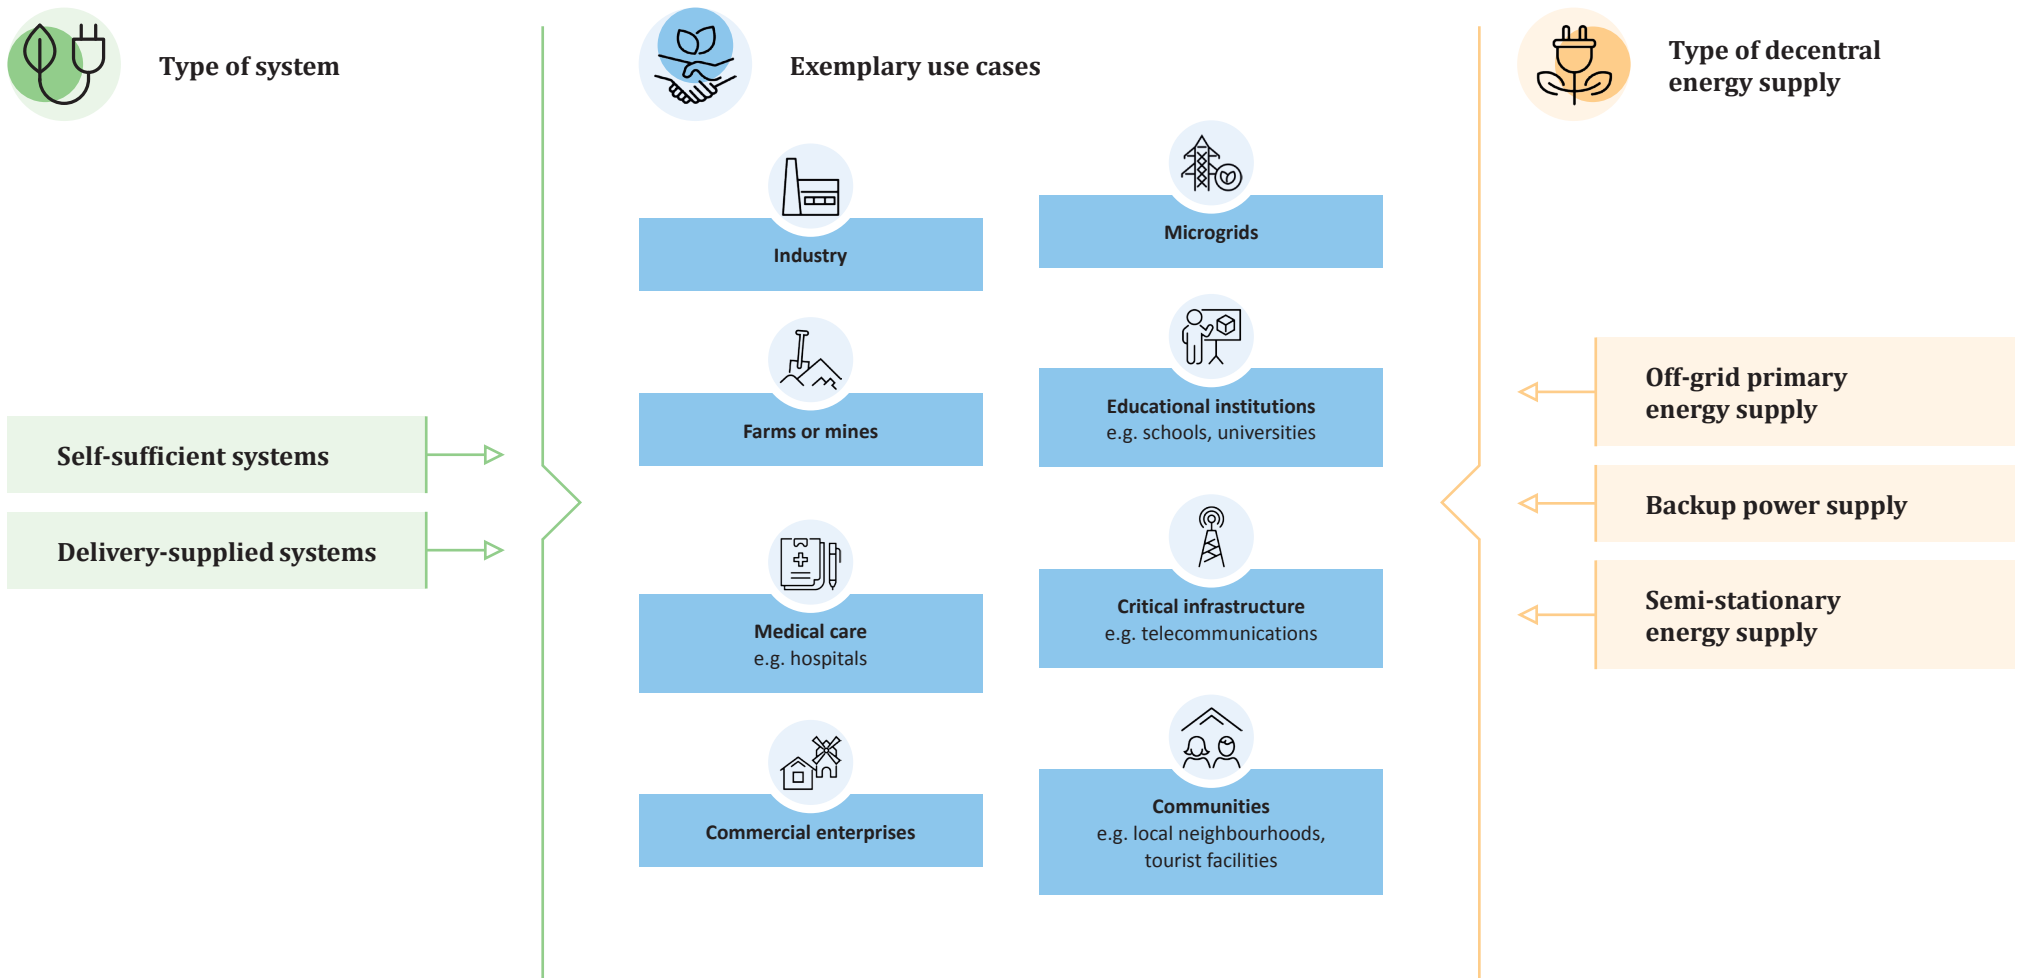 Type of system
Self-sufficient systems
Delivery-supplied systems
Exemplary use cases
Industry
Microgrids
Farms or mines
Educational institutions
e.g. schools, universities
Medical care
e.g. hospitals
Critical infrastructure
e.g. telecommunications
Commercial enterprises
Communities
e.g. local neighbourhoods,
tourist facilities
Type of decentral
energy supply
Off-grid primary
energy supply
Backup power supply
Semi-stationary
energy supply